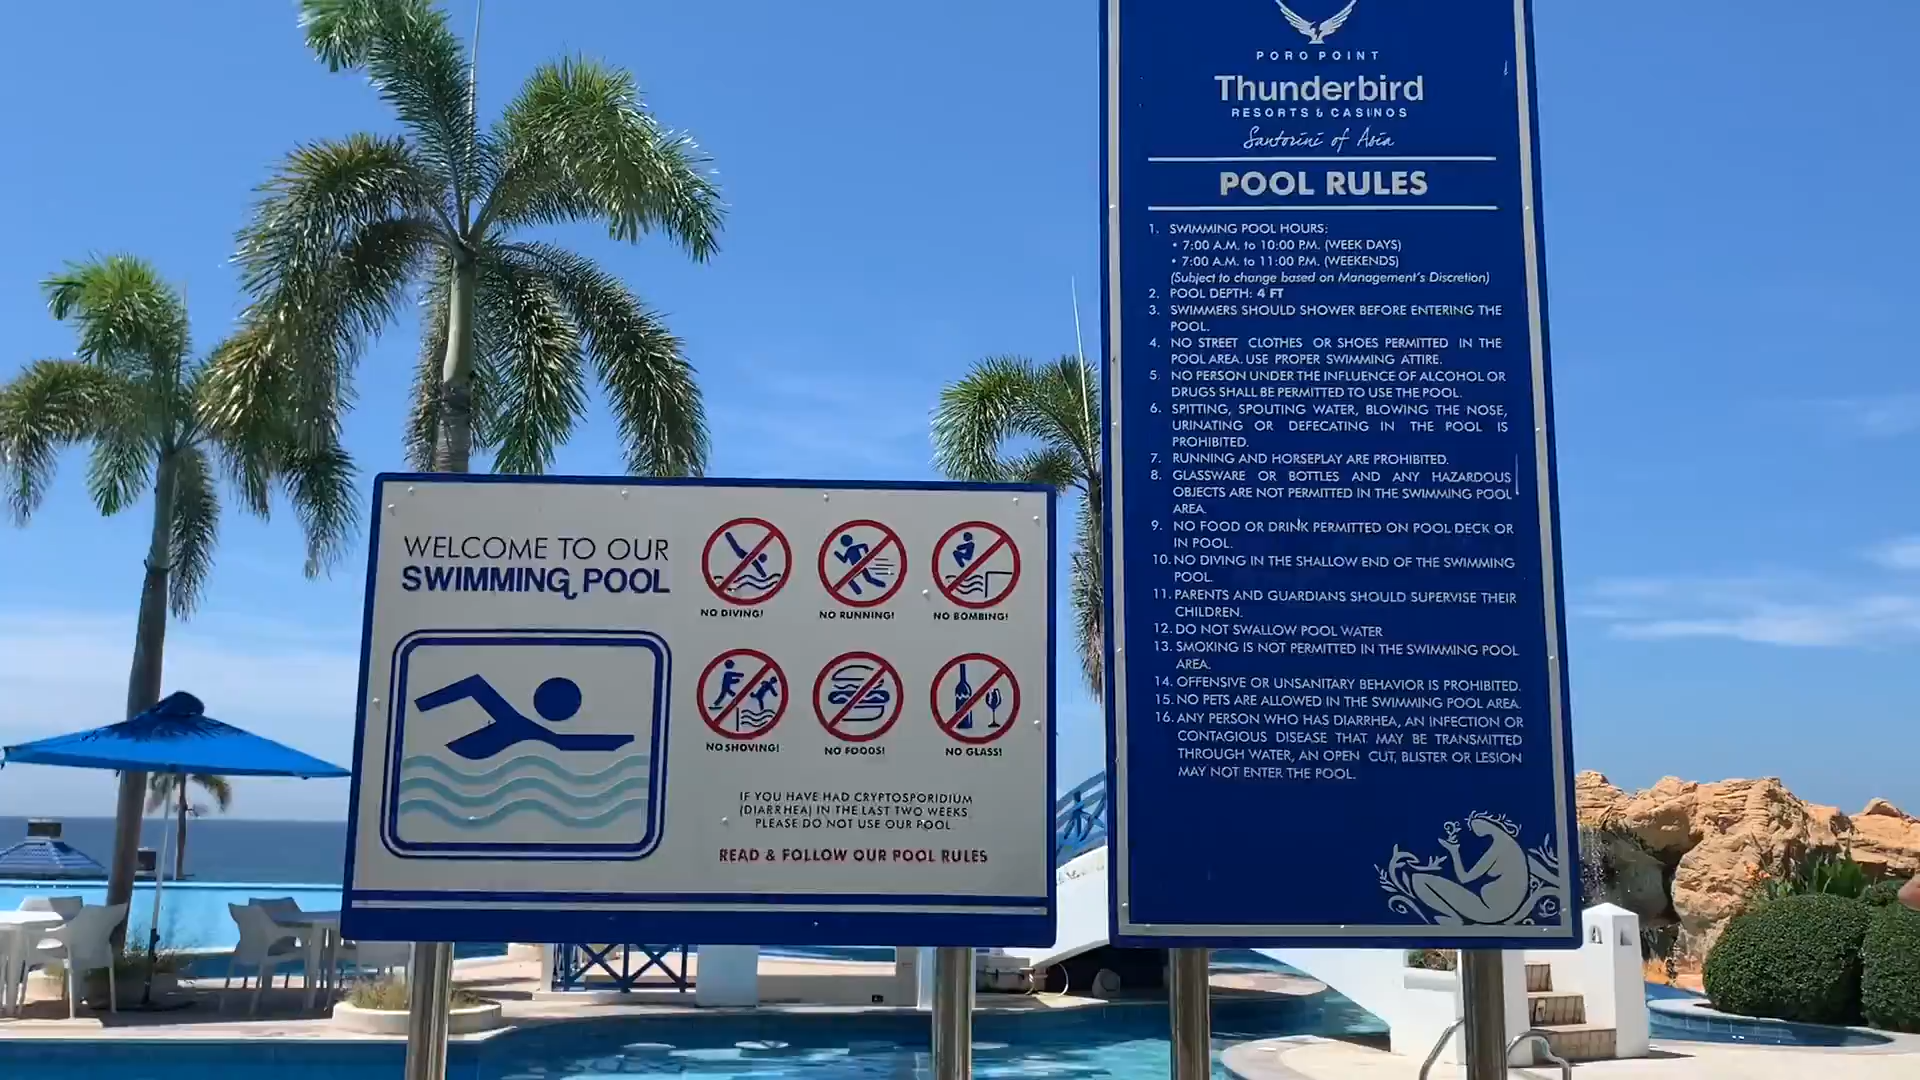 WELCOME TO OUR
SWIMMING POOL
NO DIVING!
NO RUNNING!
NO BOMBING!
NO SHOVING!
NO FOODS!
NO GLASS!
IF YOU HAVE HAD CRYPTOSPORIDIUM
(DIARRHEA) IN THE LAST TWO WEEKS
PLEASE DO NOT USE OUR POOL.
READ & FOLLOW OUR POOL RULES
PORO POINT
Thunderbird
RESORTS & CASINOS
Santorini of Asia
POOL RULES
1. SWIMMING POOL HOURS:
• 7:00 A.M. to 10:00 P.M. (WEEK DAYS)
• 7:00 A.M. to 11:00 P.M. (WEEKENDS)
(Subject to change based on Management's Discretion)
2. POOL DEPTH: 4 FT
3. SWIMMERS SHOULD SHOWER BEFORE ENTERING THE
POOL.
4. NO STREET CLOTHES OR SHOES PERMITTED IN THE
POOL AREA. USE PROPER SWIMMING ATTIRE.
5. NO PERSON UNDER THE INFLUENCE OF ALCOHOL OR
DRUGS SHALL BE PERMITTED TO USE THE POOL.
6. SPITTING, SPOUTING WATER, BLOWING THE NOSE,
URINATING OR DEFECATING IN THE POOL IS
PROHIBITED.
7. RUNNING AND HORSEPLAY ARE PROHIBITED.
8. GLASSWARE OR BOTTLES AND ANY HAZARDOUS
OBJECTS ARE NOT PERMITTED IN THE SWIMMING POOL
AREA.
9. NO FOOD OR DRINK PERMITTED ON POOL DECK OR
IN POOL.
10. NO DIVING IN THE SHALLOW END OF THE SWIMMING
POOL.
11. PARENTS AND GUARDIANS SHOULD SUPERVISE THEIR
CHILDREN.
12. DO NOT SWALLOW POOL WATER
13. SMOKING IS NOT PERMITTED IN THE SWIMMING POOL
AREA.
14. OFFENSIVE OR UNSANITARY BEHAVIOR IS PROHIBITED.
15. NO PETS ARE ALLOWED IN THE SWIMMING POOL AREA.
16. ANY PERSON WHO HAS DIARRHEA, AN INFECTION OR
CONTAGIOUS DISEASE THAT MAY BE TRANSMITTED
THROUGH WATER, AN OPEN CUT, BLISTER OR LESION
MAY NOT ENTER THE POOL.